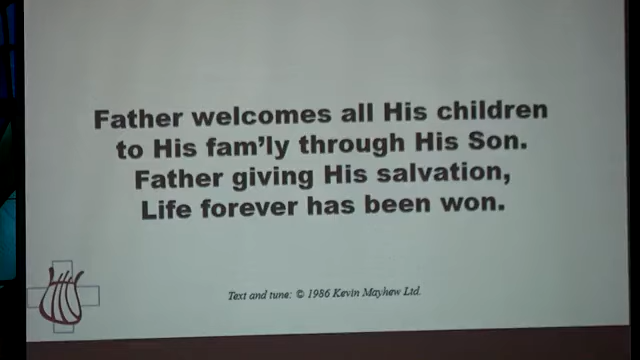 Father welcomes all His children
to His fam’ly through His Son.
Father giving His salvation,
Life forever has been won.
Text and tune: © 1986 Kevin Mayhew Ltd.